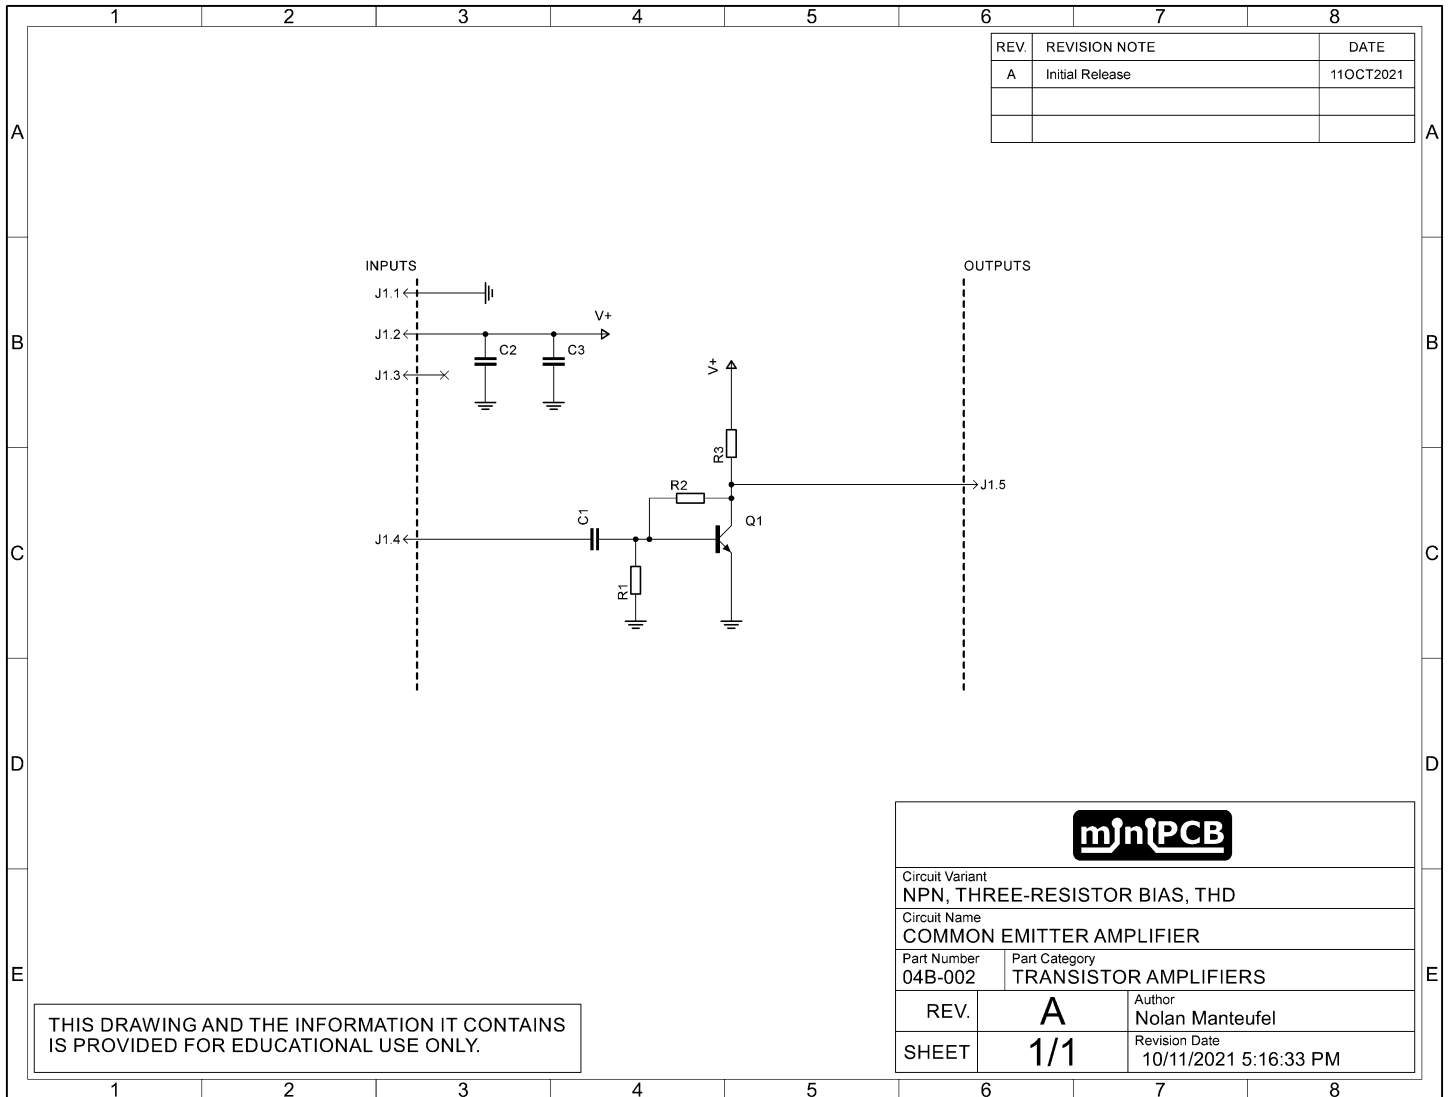 1 2 3 4 5 6 7 8
REV. REVISION NOTE DATE
A Initial Release 11OCT2021
A A
INPUTS OUTPUTS
J1.1
V+
J1.2
B B
C2 C3
V+
J1.3
R3
R2 J1.5
C1 Q1
J1.4
C C
R1
D D
miniPCB
Circuit Variant
NPN, THREE-RESISTOR BIAS, THD
Circuit Name
COMMON EMITTER AMPLIFIER
Part Number Part Category
04B-002 TRANSISTOR AMPLIFIERS
E E
REV. A Author
Nolan Manteufel
SHEET 1/1 Revision Date
10/11/2021 5:16:33 PM
THIS DRAWING AND THE INFORMATION IT CONTAINS
IS PROVIDED FOR EDUCATIONAL USE ONLY.
1 2 3 4 5 6 7 8